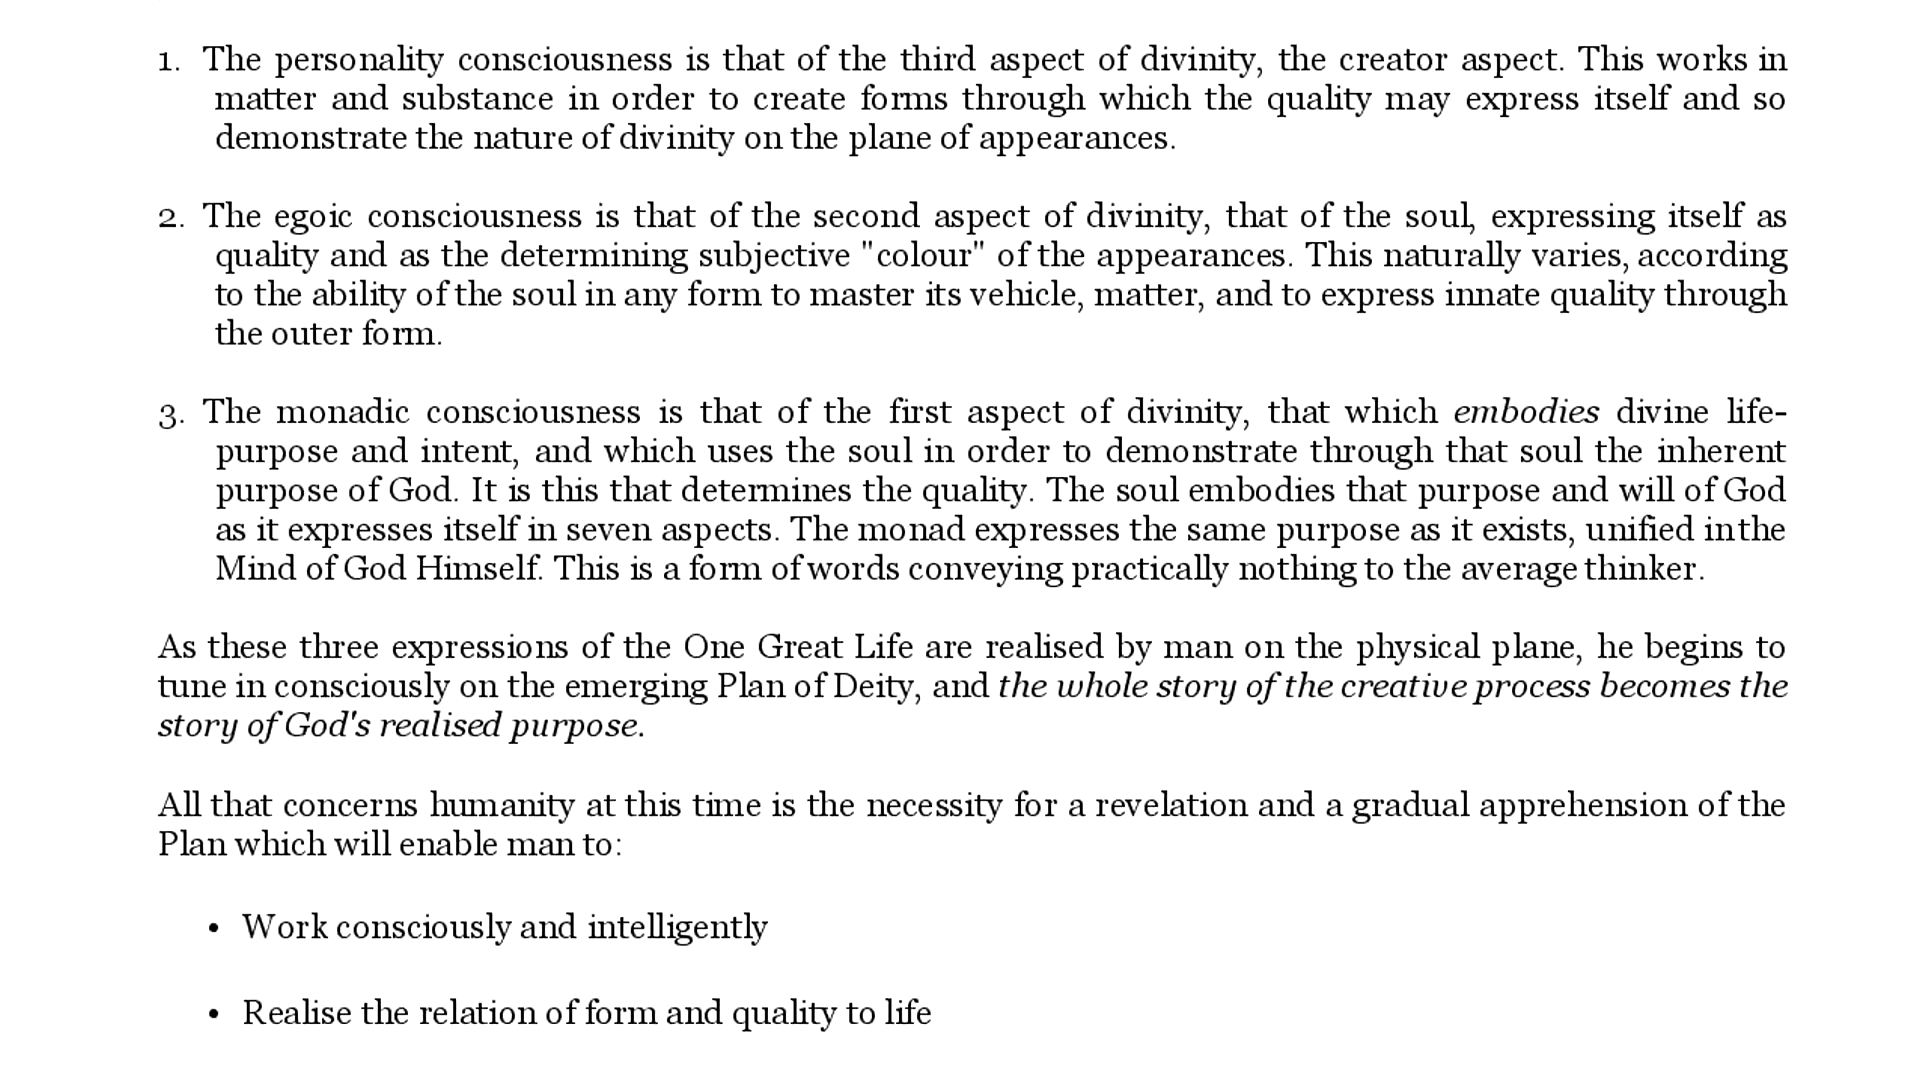 1. The personality consciousness is that of the third aspect of divinity, the creator aspect. This works in
matter and substance in order to create forms through which the quality may express itself and so
demonstrate the nature of divinity on the plane of appearances.
2. The egoic consciousness is that of the second aspect of divinity, that of the soul, expressing itself as
quality and as the determining subjective "colour" of the appearances. This naturally varies, according
to the ability of the soul in any form to master its vehicle, matter, and to express innate quality through
the outer form.
3. The monadic consciousness is that of the first aspect of divinity, that which embodies divine life-
purpose and intent, and which uses the soul in order to demonstrate through that soul the inherent
purpose of God. It is this that determines the quality. The soul embodies that purpose and will of God
as it expresses itself in seven aspects. The monad expresses the same purpose as it exists, unified in the
Mind of God Himself. This is a form of words conveying practically nothing to the average thinker.
As these three expressions of the One Great Life are realised by man on the physical plane, he begins to
tune in consciously on the emerging Plan of Deity, and the whole story of the creative process becomes the
story of God's realised purpose.
All that concerns humanity at this time is the necessity for a revelation and a gradual apprehension of the
Plan which will enable man to:
• Work consciously and intelligently
• Realise the relation of form and quality to life